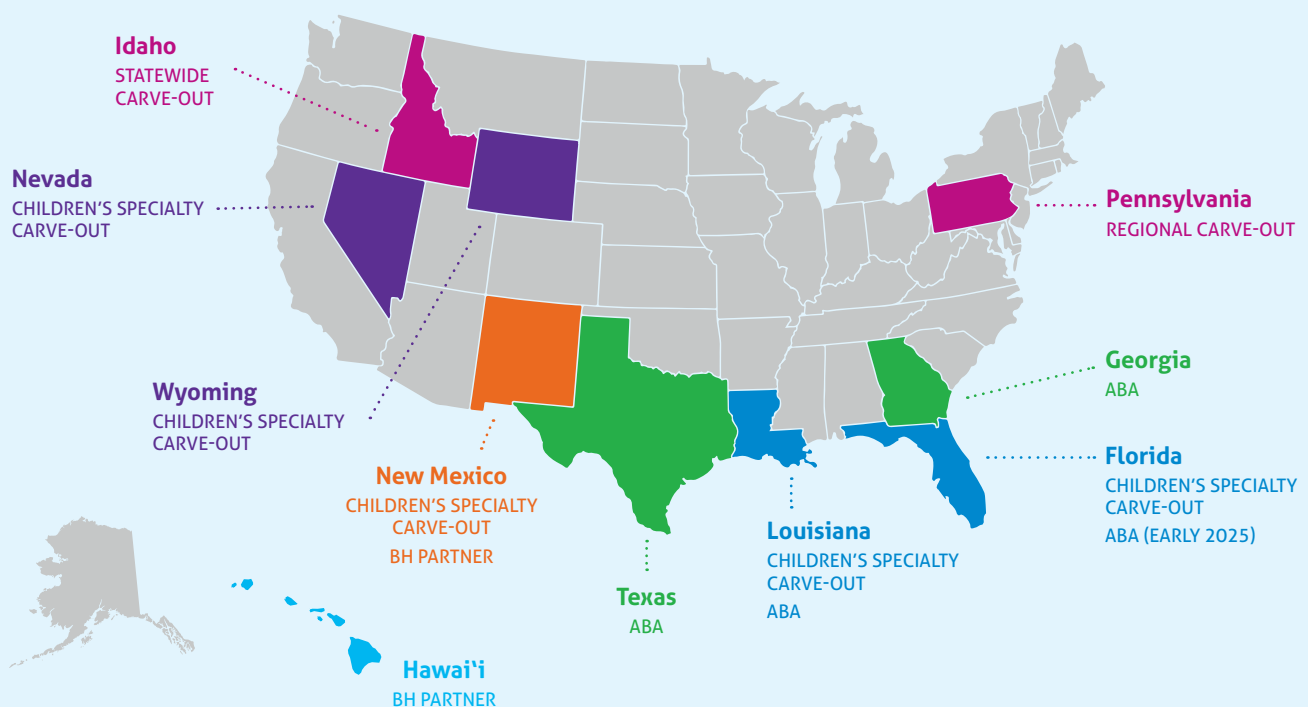 Idaho
STATEWIDE
CARVE-OUT
Nevada
CHILDREN'S SPECIALTY
CARVE-OUT
Wyoming
CHILDREN'S SPECIALTY
CARVE-OUT
New Mexico
CHILDREN'S SPECIALTY
CARVE-OUT
BH PARTNER
Hawai‘i
BH PARTNER
Texas
ABA
Louisiana
CHILDREN'S SPECIALTY
CARVE-OUT
ABA
Pennsylvania
REGIONAL CARVE-OUT
Georgia
ABA
Florida
CHILDREN'S SPECIALTY
CARVE-OUT
ABA (EARLY 2025)